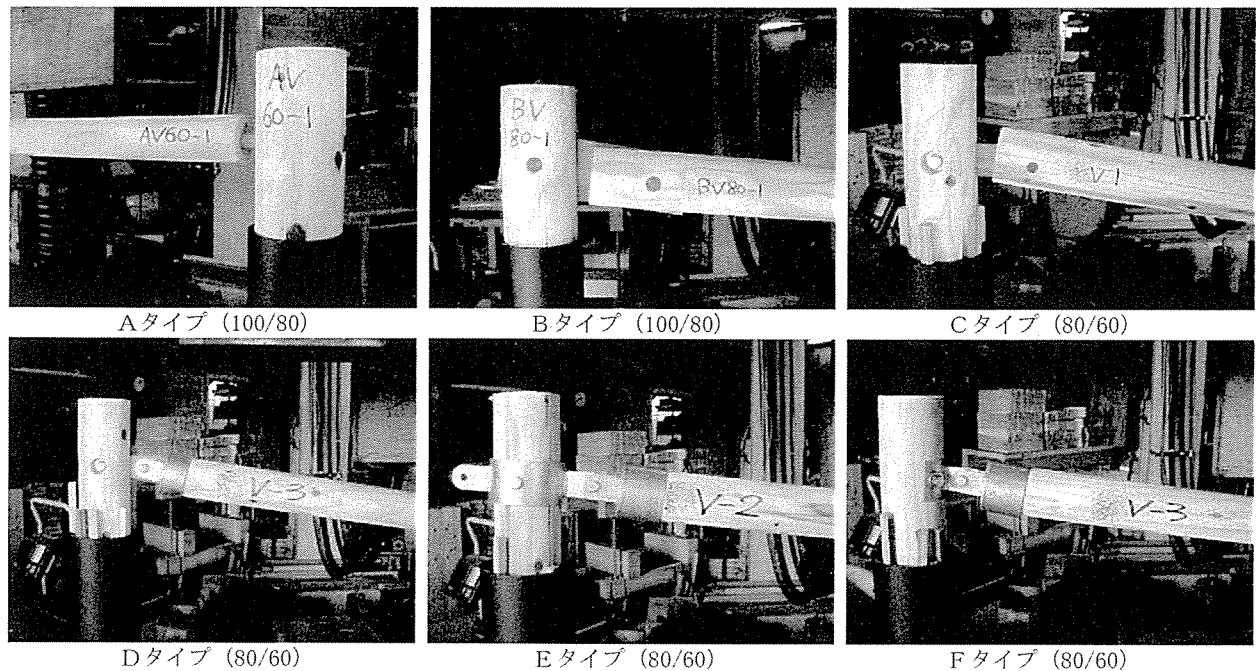 AV
60-1
AV60-1
BV
80-1
BV80-1
V1
Aタイプ (100/80)
Bタイプ (100/80)
Cタイプ (80/60)
V-3
V-2
V-3
Dタイプ (80/60)
Eタイプ (80/60)
Fタイプ (80/60)